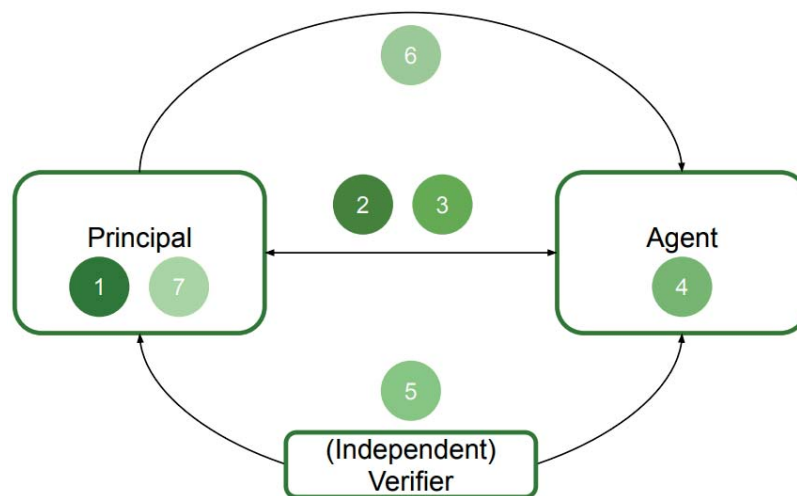 6
2 3
Principal
Agent
1 7
4
5
(Independent)
Verifier